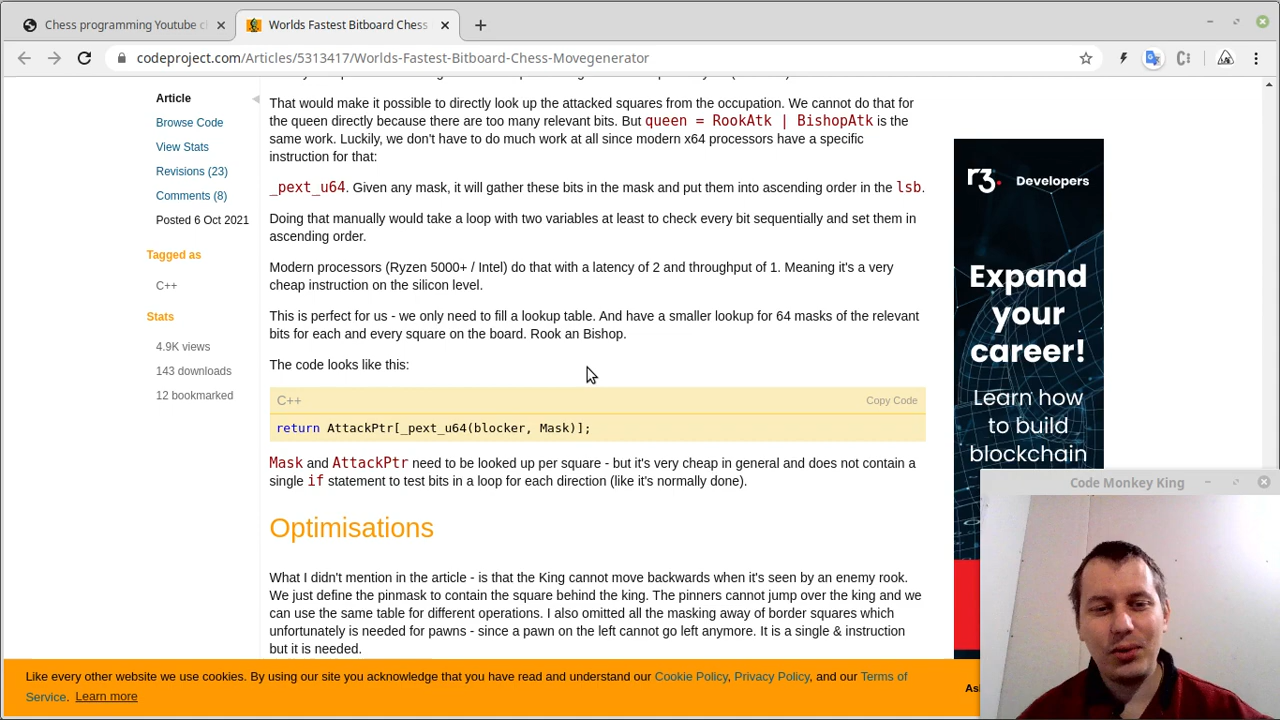 Chess programming Youtube c
Worlds Fastest Bitboard Chess
codeproject.com/Articles/5313417/Worlds-Fastest-Bitboard-Chess-Movegenerator
Article
Browse Code
View Stats
Revisions (23)
Comments (8)
Posted 6 Oct 2021
Tagged as
C++
Stats
4.9K views
143 downloads
12 bookmarked
That would make it possible to directly look up the attacked squares from the occupation. We cannot do that for
the queen directly because there are too many relevant bits. But queen = RookAtk | BishopAtk is the
same work. Luckily, we don't have to do much work at all since modern x64 processors have a specific
instruction for that:
_pext_u64. Given any mask, it will gather these bits in the mask and put them into ascending order in the lsb.
Doing that manually would take a loop with two variables at least to check every bit sequentially and set them in
ascending order.
Modern processors (Ryzen 5000+ / Intel) do that with a latency of 2 and throughput of 1. Meaning it's a very
cheap instruction on the silicon level.
This is perfect for us - we only need to fill a lookup table. And have a smaller lookup for 64 masks of the relevant
bits for each and every square on the board. Rook an Bishop.
The code looks like this:
C++
Copy Code
return AttackPtr[_pext_u64(blocker, Mask)];
Mask and AttackPtr need to be looked up per square - but it's very cheap in general and does not contain a
single if statement to test bits in a loop for each direction (like it's normally done).
Optimisations
What I didn't mention in the article - is that the King cannot move backwards when it's seen by an enemy rook.
We just define the pinmask to contain the square behind the king. The pinners cannot jump over the king and we
can use the same table for different operations. I also omitted all the masking away of border squares which
unfortunately is needed for pawns - since a pawn on the left cannot go left anymore. It is a single & instruction
but it is needed.
r3. Developers
Expand
your
career!
Learn how
to build
blockchain
Code Monkey King
Like every other website we use cookies. By using our site you acknowledge that you have read and understand our Cookie Policy, Privacy Policy, and our Terms of
Service. Learn more